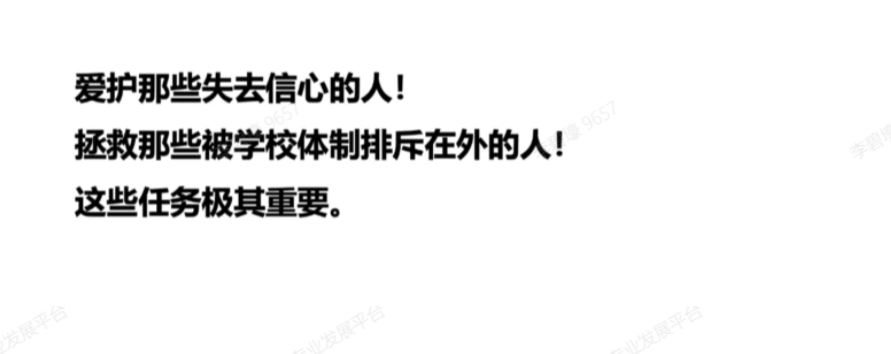 爱护那些失去信心的人！
拯救那些被学校体制排斥在外的人！
这些任务极其重要。
9657
9657
李碧
业发展平台
业发展平台
业发展平台